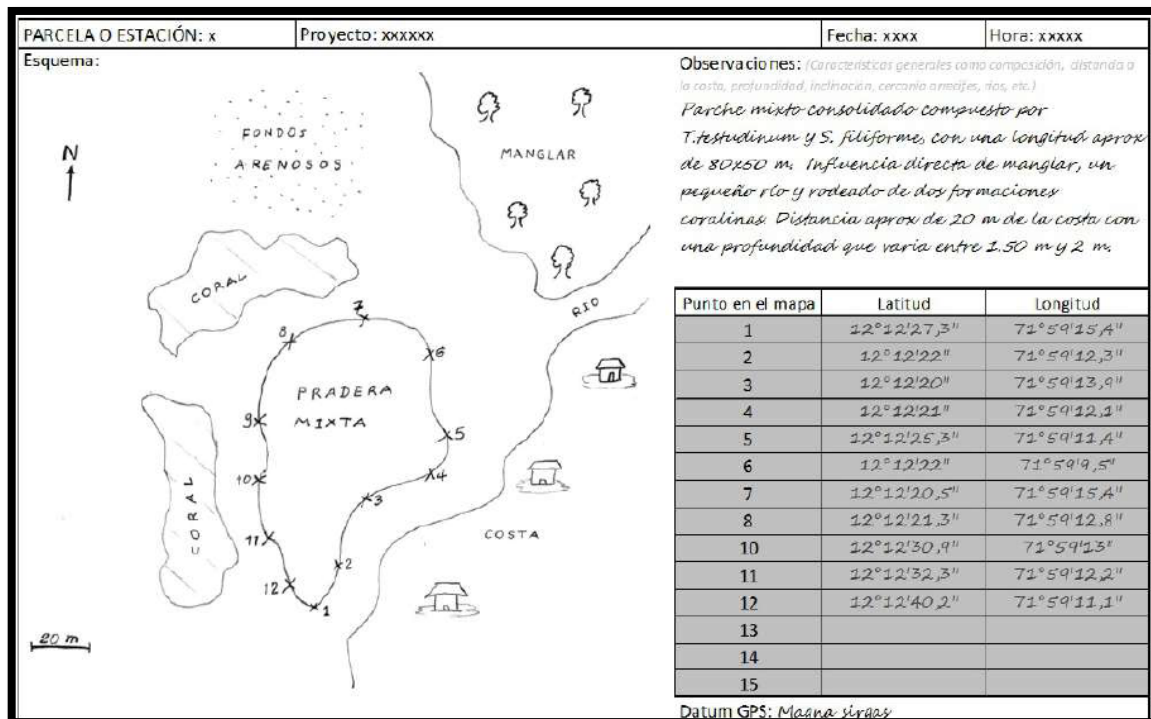 PARCELA O ESTACIÓN: x
Proyecto: xxxxxx
Fecha: xxxx
Hora: xxxxx
Esquema:
N
FONDOS
ARENOSOS
MANGLAR
CORAL
RIO
7
8
6
PRADERA
MIXTA
9
5
10
4
3
CORAL
COSTA
11
2
12
1
20 m
Observaciones: (Características generales como composición, distancia a
la costa, profundidad, inclinación, cercanía arrecifes, rios, etc.)
Parche mixto consolidado compuesto por
T.testudinum y S. filiforme, con una longitud aprox
de 80x50 m. Influencia directa de manglar, un
pequeño río y rodeado de dos formaciones
coralinas. Distancia aprox de 20 m de la costa con
una profundidad que varia entre 1.50 m y 2 m.
Punto en el mapa Latitud Longitud
1 12°12'27,3" 71°59'15,4"
2 12°12'22" 71°59'12,3"
3 12°12'20" 71°59'13,9"
4 12°12'21" 71°59'12,1"
5 12°12'25,3" 71°59'11,4"
6 12°12'22" 71°59'9,5"
7 12°12'20,5" 71°59'15,4"
8 12°12'21,3" 71°59'12,8"
10 12°12'30,9" 71°59'13"
11 12°12'32,3" 71°59'12,2"
12 12°12'40,2" 71°59'11,1"
13
14
15
Datum GPS: Magna sirgas